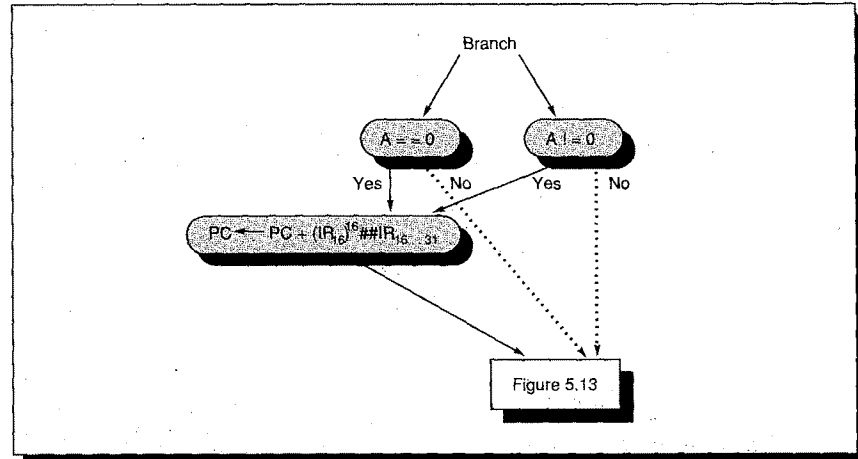 Branch
A = = 0
A ! = 0
Yes
No
Yes
No
PC ← PC + (IR16)^16##IR16..31
Figure 5.13